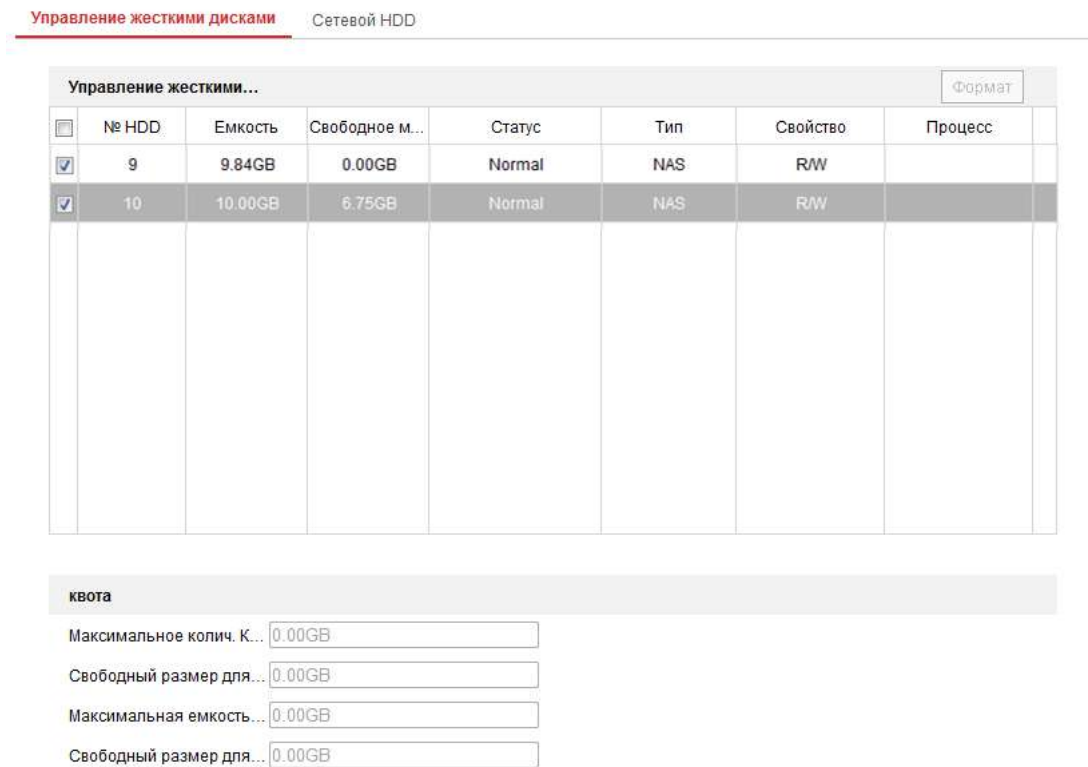 Управление жесткими дисками Сетевой HDD
Управление жесткими... Формат
№ HDD Емкость Свободное м... Статус Тип Свойство Процесс
9 9.84GB 0.00GB Normal NAS R/W
10 10.00GB 6.75GB Normal NAS R/W
квота
Максимальное колич. К... 0.00GB
Свободный размер для... 0.00GB
Максимальная емкость... 0.00GB
Свободный размер для... 0.00GB